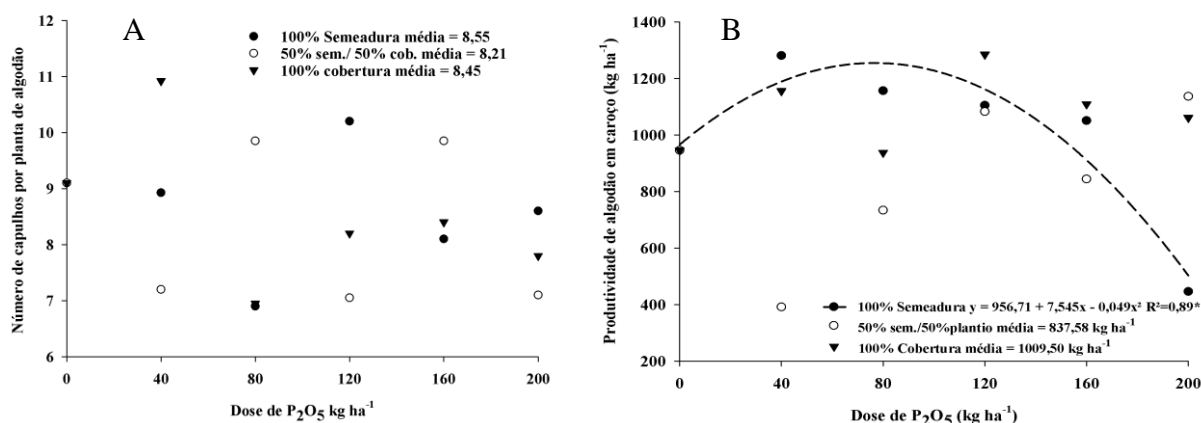 A
100% Semeadura média = 8,55
50% sem./ 50% cob. média = 8,21
100% cobertura média = 8,45
Número de capulhos por planta de algodão
12
11
10
9
8
7
6
0 40 80 120 160 200
Dose de P₂O₅ kg ha⁻¹
B
Produtividade de algodão em caroço (kg ha⁻¹)
1400
1200
1000
800
600
400
200
100% Semeadura y = 956,71 + 7,545x - 0,049x² R²=0,89*
50% sem./50%plantio média = 837,58 kg ha⁻¹
100% Cobertura média = 1009,50 kg ha⁻¹
0 40 80 120 160 200
Dose de P₂O₅ (kg ha⁻¹)